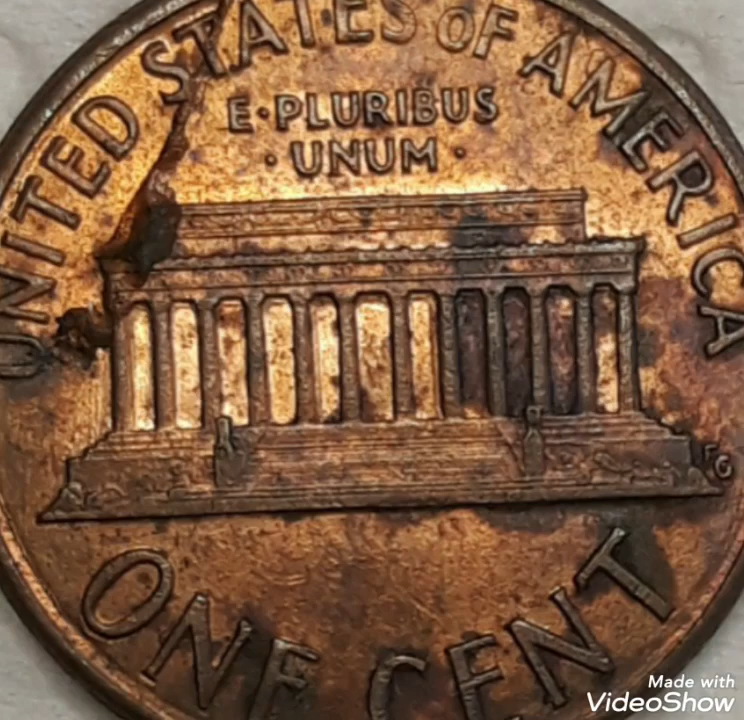 UNITED STATES OF AMERICA
E·PLURIBUS
·UNUM·
FG
ONE CENT
Made with
VideoShow